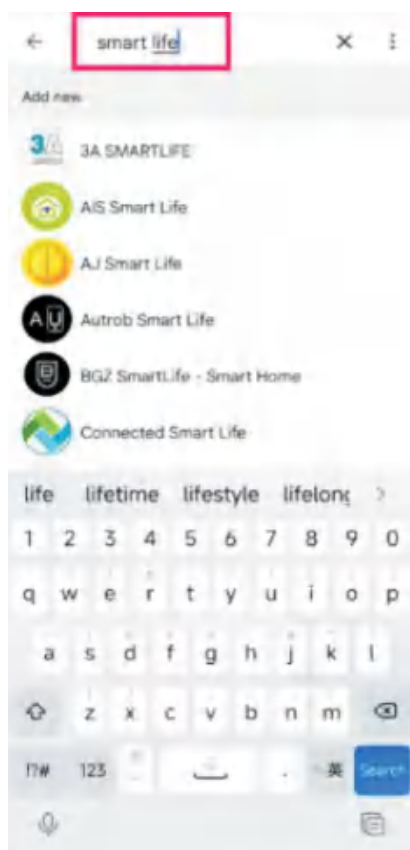 smart life
Add new
3A SMARTLIFE
AIS Smart Life
AJ Smart Life
AU Autrob Smart Life
BGZ SmartLife - Smart Home
Connected Smart Life
life lifetime lifestyle lifelong
1 2 3 4 5 6 7 8 9 0
q w e r t y u i o p
a s d f g h j k l
z x c v b n m
!?# 123 . 英 Search